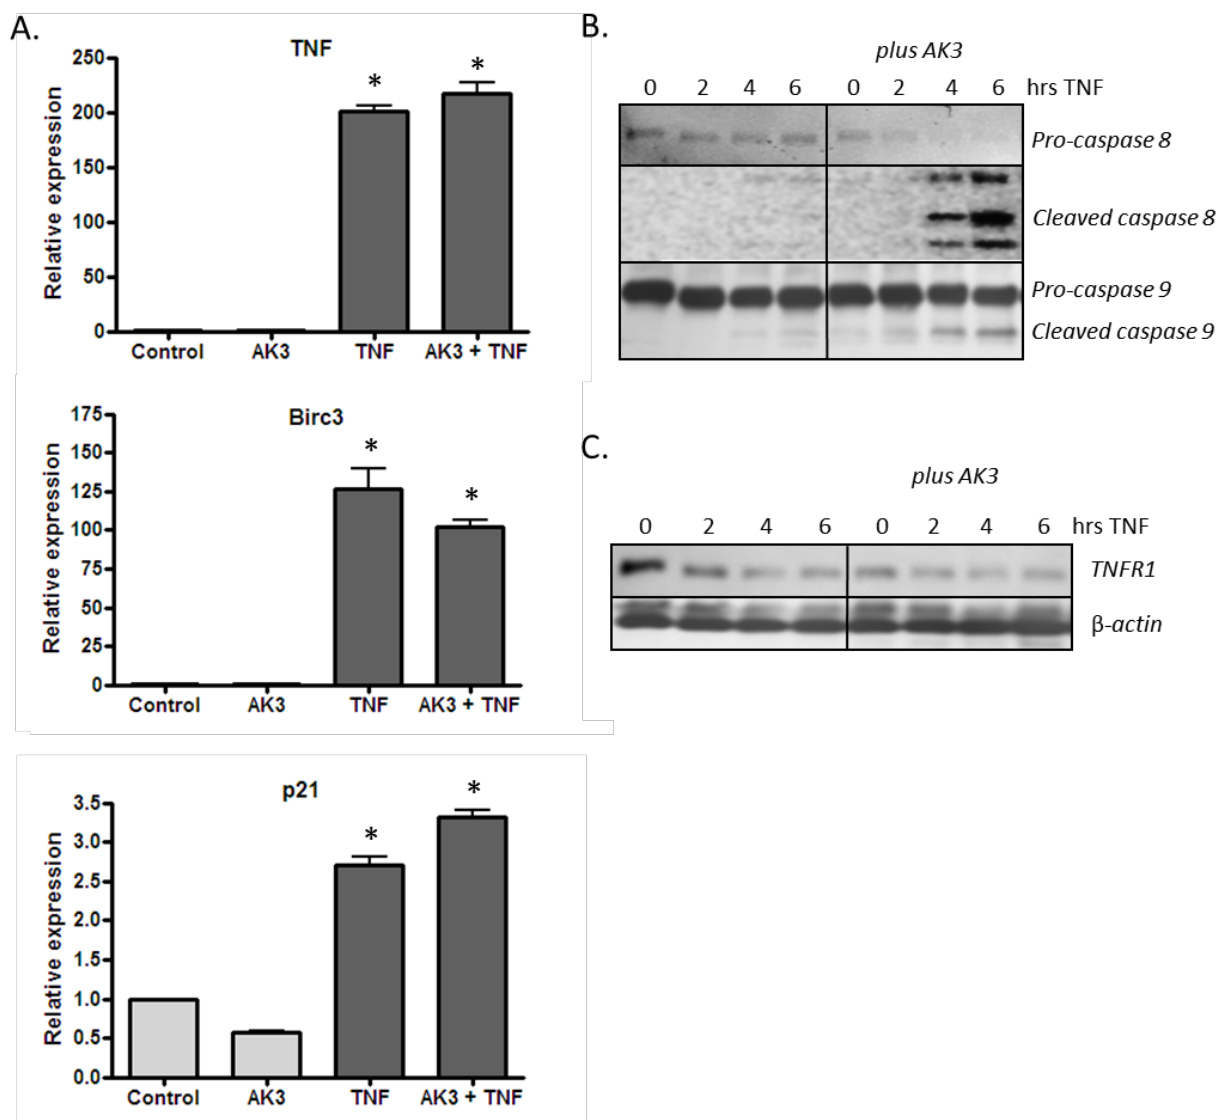 A.
TNF
Relative expression
250
200
150
100
50
0
* *
Control AK3 TNF AK3 + TNF
Birc3
Relative expression
175
150
125
100
75
50
25
0
* *
Control AK3 TNF AK3 + TNF
p21
Relative expression
3.5
3.0
2.5
2.0
1.5
1.0
0.5
0.0
* *
Control AK3 TNF AK3 + TNF
B.
plus AK3
0 2 4 6 0 2 4 6 hrs TNF
Pro-caspase 8
Cleaved caspase 8
Pro-caspase 9
Cleaved caspase 9
C.
plus AK3
0 2 4 6 0 2 4 6 hrs TNF
TNFR1
β-actin